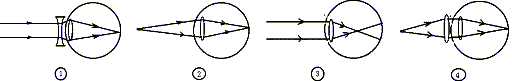 ① ② ③ ④